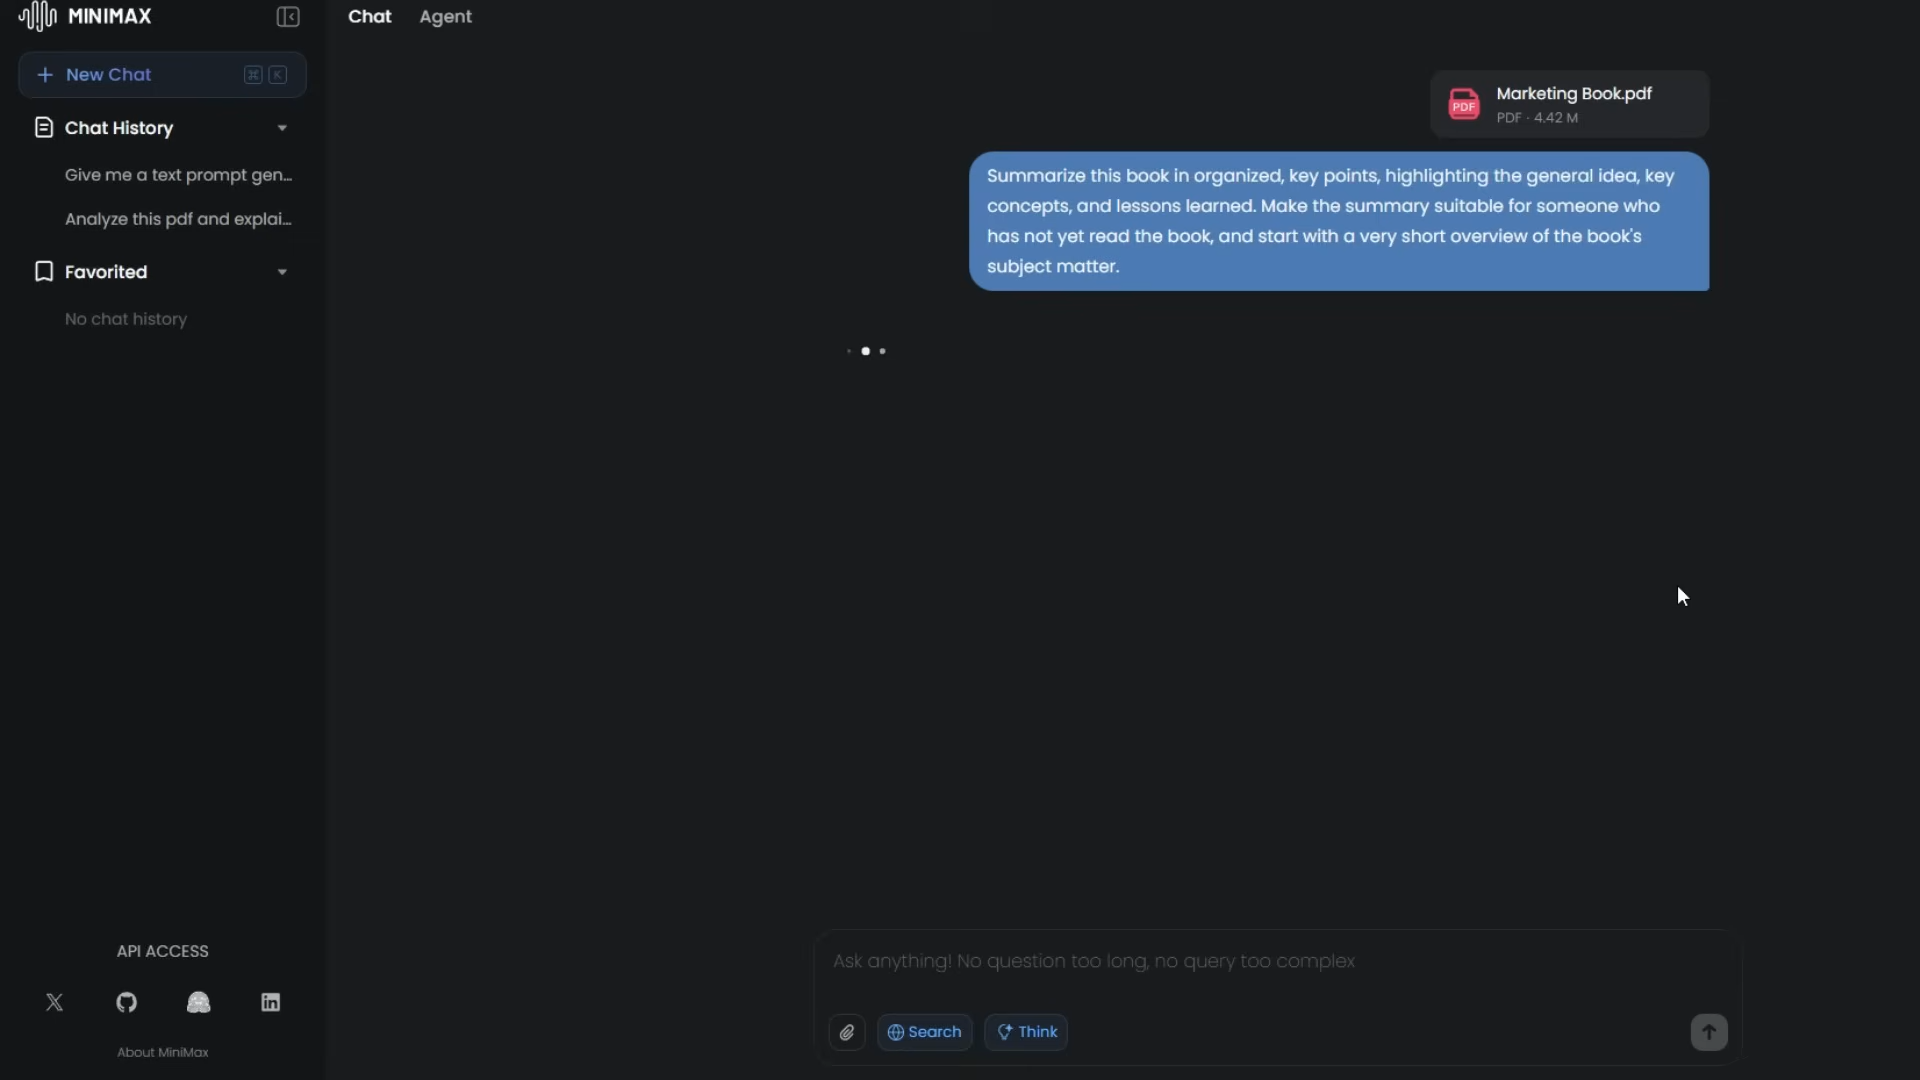 MINIMAX
Chat Agent
New Chat ⌘ K
Chat History
Give me a text prompt gen...
Analyze this pdf and explai...
Favorited
No chat history
Marketing Book.pdf
PDF
PDF · 4.42 M
Summarize this book in organized, key points, highlighting the general idea, key
concepts, and lessons learned. Make the summary suitable for someone who
has not yet read the book, and start with a very short overview of the book's
subject matter.
Ask anything! No question too long, no query too complex
Search Think
API ACCESS
X in
About MiniMax